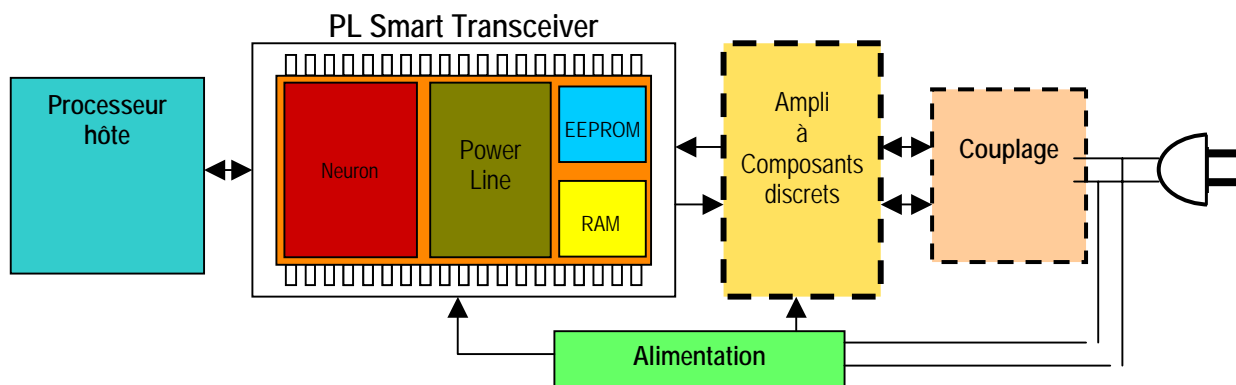 PL Smart Transceiver
Processeur
hôte
Neuron
Power
Line
EEPROM
RAM
Ampli
à
Composants
discrets
Couplage
Alimentation